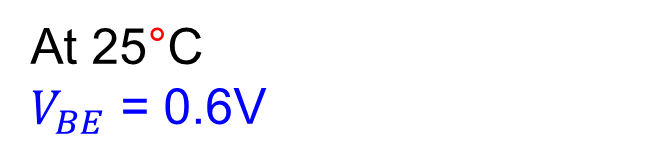 At 25°C
V_BE = 0.6V